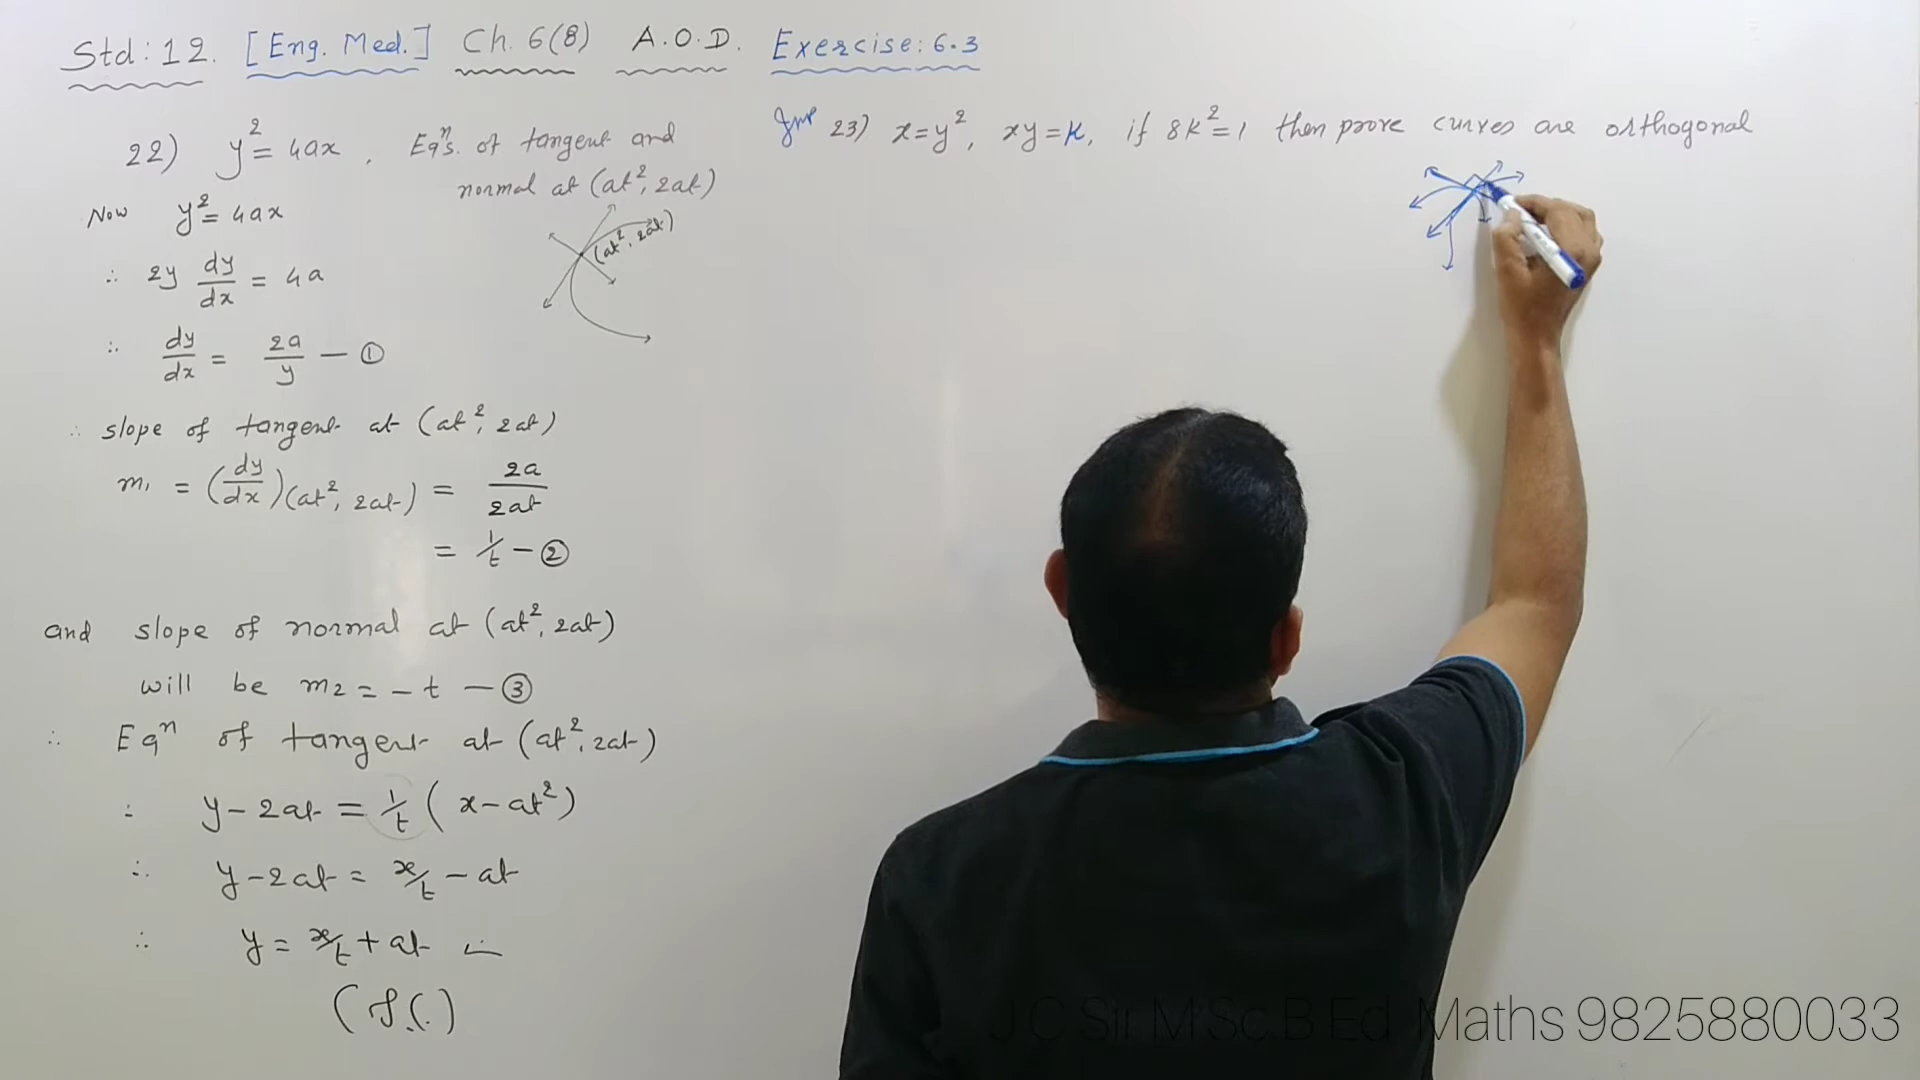 Std: 12. [Eng. Med.] Ch. 6(8) A.O.D. Exercise: 6.3
22) y² = 4ax, Eqⁿs. of tangent and
normal at (at², 2at)
Now y² = 4ax
(at², 2at)
∴ 2y dy/dx = 4a
∴ dy/dx = 2a/y — ①
∴ slope of tangent at (at², 2at)
m₁ = (dy/dx)(at², 2at) = 2a/2at
= 1/t — ②
and slope of normal at (at², 2at)
will be m₂ = - t — ③
∴ Eqⁿ of tangent at (at², 2at)
∴ y - 2at = 1/t (x - at²)
∴ y - 2at = x/t - at
∴ y = x/t + at
Imp 23) x = y², xy = k, if 8k² = 1 then prove curves are orthogonal
J C Sir M Sc B Ed Maths 9825880033